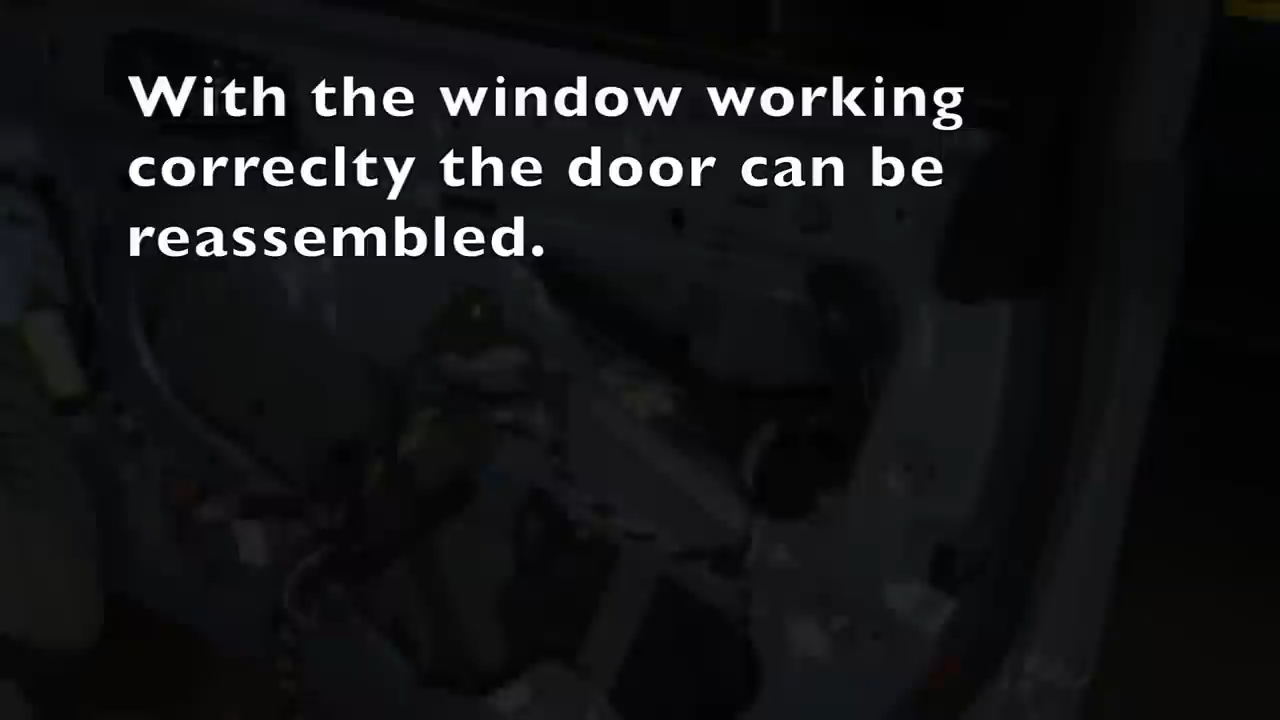 With the window working
correclty the door can be
reassembled.